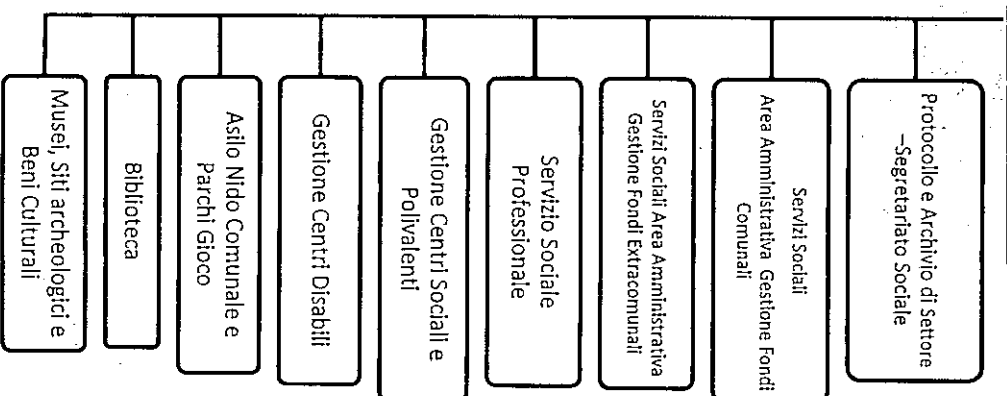 Protocollo e Archivio di Settore
–Segretariato Sociale
Servizi Sociali
Area Amministrativa Gestione Fondi
Comunali
Servizi Sociali Area Amministrativa
Gestione Fondi Extracomunali
Servizio Sociale
Professionale
Gestione Centri Sociali e
Polivalenti
Gestione Centri Disabili
Asilo Nido Comunale e
Parchi Gioco
Biblioteca
Musei, Siti archeologici e
Beni Culturali